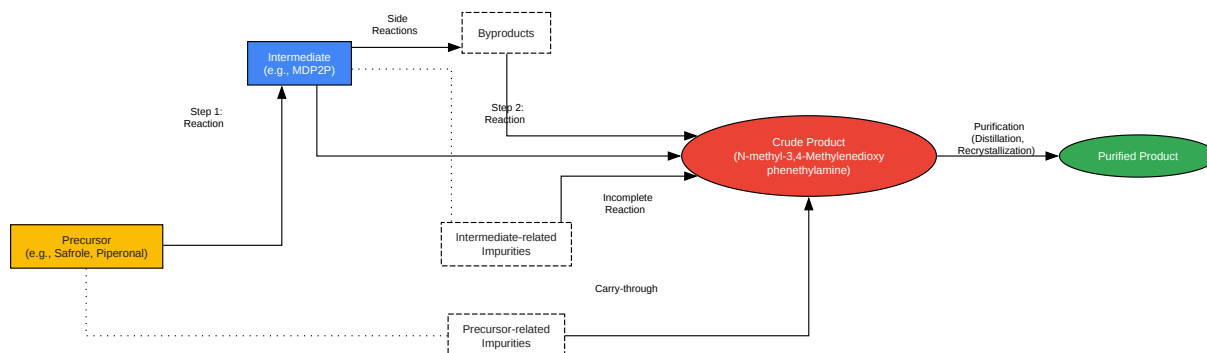 Side
Reactions
Byproducts
Intermediate
(e.g., MDP2P)
Step 1:
Reaction
Step 2:
Reaction
Crude Product
(N-methyl-3,4-Methylenedioxy
phenethylamine)
Purification
(Distillation,
Recrystallization)
Purified Product
Incomplete
Reaction
Precursor
(e.g., Safrole, Piperonal)
Intermediate-related
Impurities
Carry-through
Precursor-related
Impurities